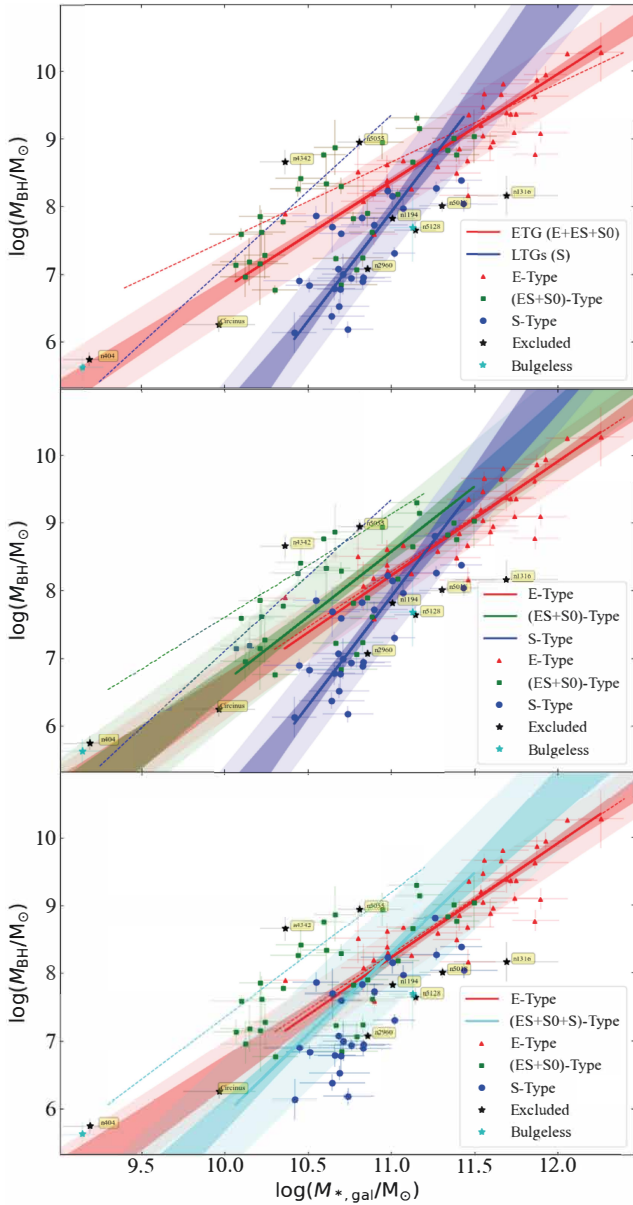 log(M_BH/M⊙)
10
9
8
7
6
n4342
n5055
n1316
n1194
n5128
n2960
Circinus
n404
ETG (E+ES+S0)
LTGs (S)
E-Type
(ES+S0)-Type
S-Type
Excluded
Bulgeless
log(M_BH/M⊙)
10
9
8
7
6
n4342
n5055
n1316
n1194
n5128
n2960
Circinus
n404
E-Type
(ES+S0)-Type
S-Type
E-Type
(ES+S0)-Type
S-Type
Excluded
Bulgeless
log(M_BH/M⊙)
10
9
8
7
6
n4342
n5055
n1316
n1194
n5128
n2960
Circinus
n404
E-Type
(ES+S0+S)-Type
E-Type
(ES+S0)-Type
S-Type
Excluded
Bulgeless
9.5 10.0 10.5 11.0 11.5 12.0
log(M_*,gal/M⊙)